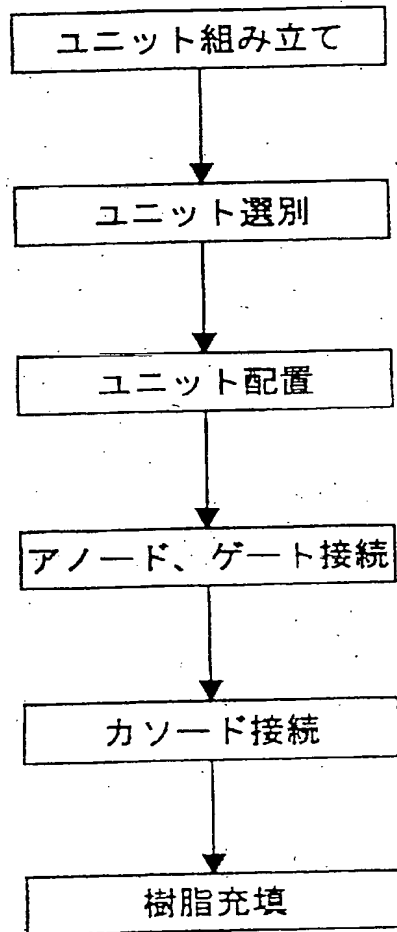 ユニット組み立て
ユニット選別
ユニット配置
アノード、ゲート接続
カソード接続
樹脂充填